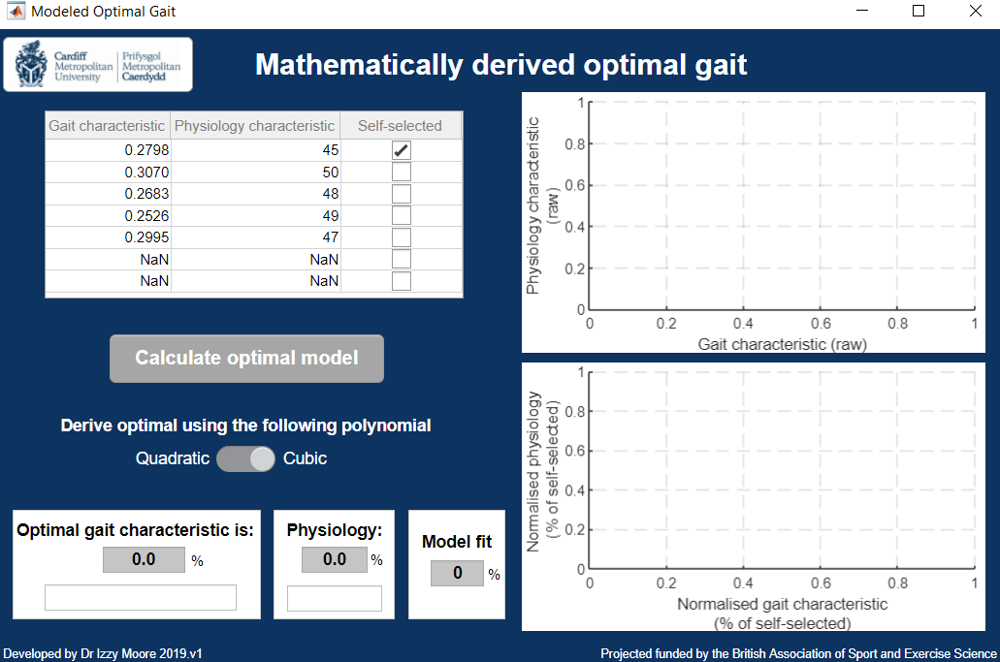 Modeled Optimal Gait
Cardiff Metropolitan University
Prifysgol Metropolitan Caerdydd
Mathematically derived optimal gait
Gait characteristic Physiology characteristic Self-selected
0.2798 45
0.3070 50
0.2683 48
0.2526 49
0.2995 47
NaN NaN
NaN NaN
Calculate optimal model
Derive optimal using the following polynomial
Quadratic Cubic
Optimal gait characteristic is:
0.0 %
Physiology:
0.0 %
Model fit
0 %
Physiology characteristic
(raw)
1
0.8
0.6
0.4
0.2
0
0 0.2 0.4 0.6 0.8 1
Gait characteristic (raw)
Normalised physiology
(% of self-selected)
1
0.8
0.6
0.4
0.2
0
0 0.2 0.4 0.6 0.8 1
Normalised gait characteristic
(% of self-selected)
Developed by Dr Izzy Moore 2019.v1
Projected funded by the British Association of Sport and Exercise Science